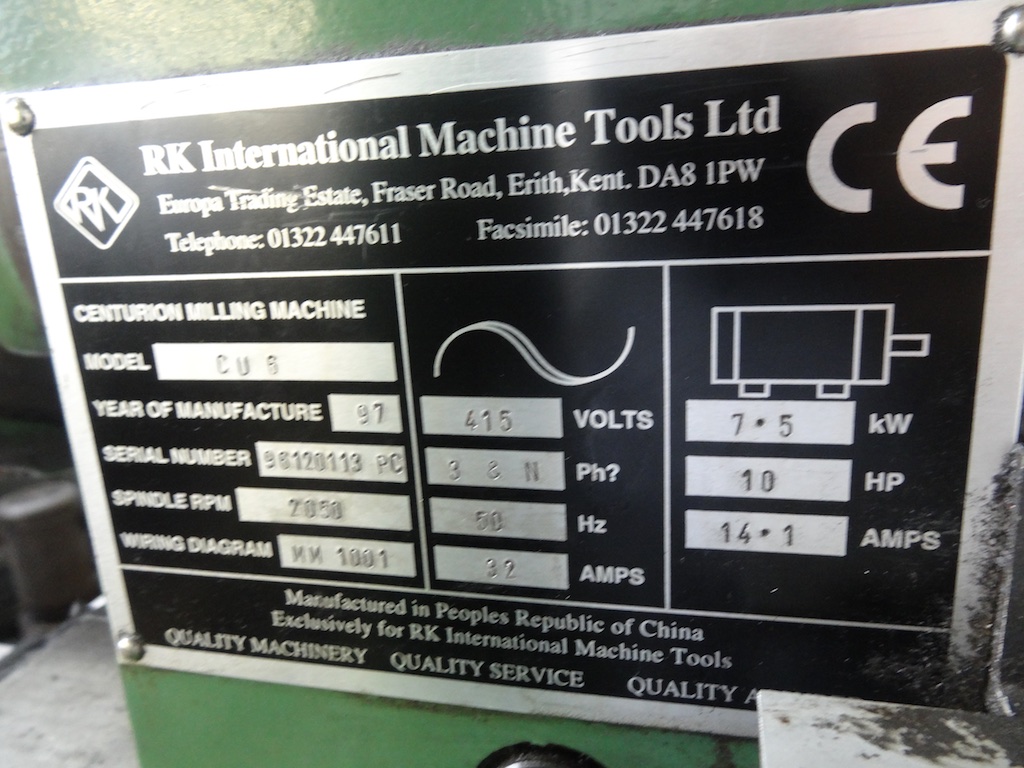 RK International Machine Tools Ltd
CE
RK
Europa Trading Estate, Fraser Road, Erith,Kent. DA8 1PW
Telephone: 01322 447611 Facsimile: 01322 447618
CENTURION MILLING MACHINE
MODEL CU 6
YEAR OF MANUFACTURE 97
SERIAL NUMBER 96120113 PC
SPINDLE RPM 2050
WIRING DIAGRAM MM 1001
415 VOLTS
3 & N Ph?
50 Hz
32 AMPS
7·5 kW
10 HP
14·1 AMPS
Manufactured in Peoples Republic of China
Exclusively for RK International Machine Tools
QUALITY MACHINERY QUALITY SERVICE QUALITY